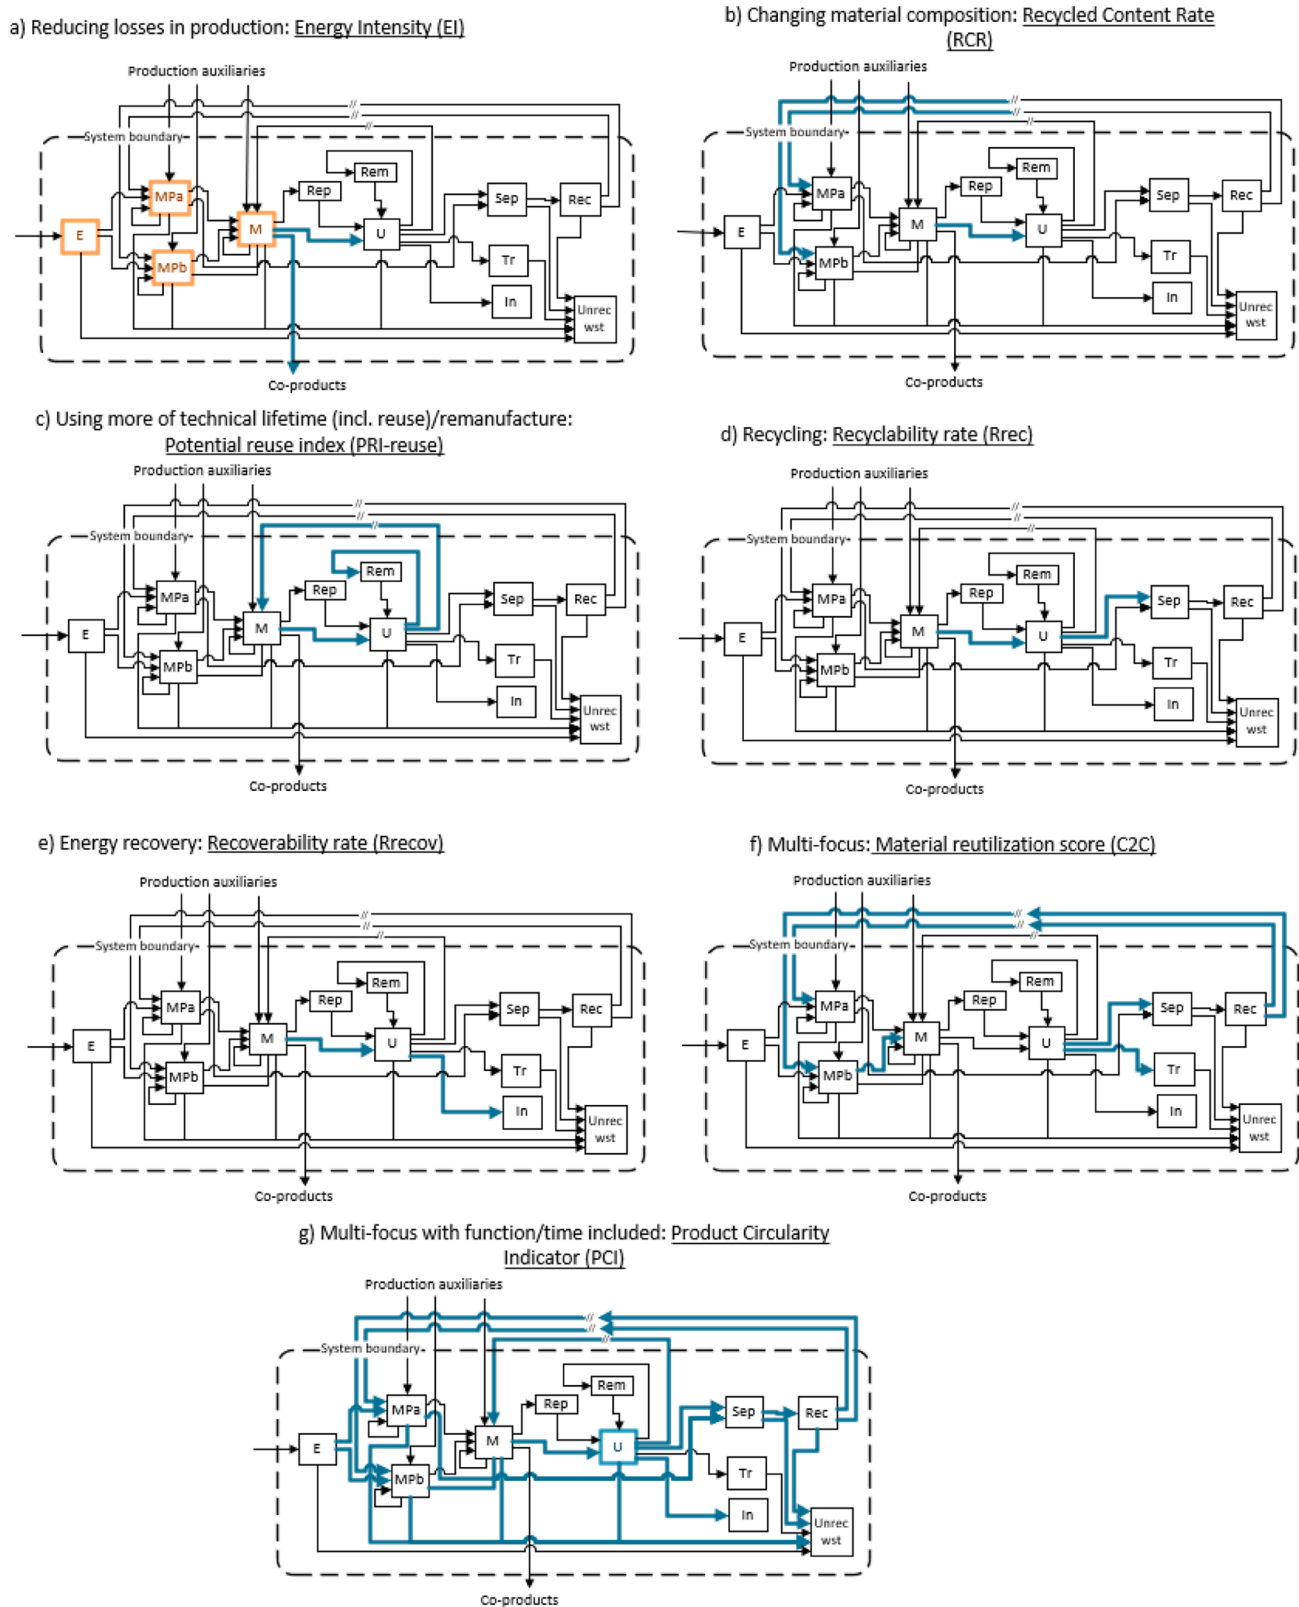 a) Reducing losses in production: Energy Intensity (EI)
Production auxiliaries
//
//
//
System boundary
MPa
Rep
Rem
Sep
Rec
E
M
U
MPb
Tr
In
Unrec
wst
Co-products
b) Changing material composition: Recycled Content Rate
(RCR)
Production auxiliaries
//
//
//
System boundary
MPa
Rep
Rem
Sep
Rec
E
M
U
MPb
Tr
In
Unrec
wst
Co-products
c) Using more of technical lifetime (incl. reuse)/remanufacture:
Potential reuse index (PRI-reuse)
Production auxiliaries
//
//
//
System boundary
MPa
Rep
Rem
Sep
Rec
E
M
U
MPb
Tr
In
Unrec
wst
Co-products
d) Recycling: Recyclability rate (Rrec)
Production auxiliaries
//
//
//
System boundary
MPa
Rep
Rem
Sep
Rec
E
M
U
MPb
Tr
In
Unrec
wst
Co-products
e) Energy recovery: Recoverability rate (Rrecov)
Production auxiliaries
//
//
//
System boundary
MPa
Rep
Rem
Sep
Rec
E
M
U
MPb
Tr
In
Unrec
wst
Co-products
f) Multi-focus: Material reutilization score (C2C)
Production auxiliaries
//
//
//
System boundary
MPa
Rep
Rem
Sep
Rec
E
M
U
MPb
Tr
In
Unrec
wst
Co-products
g) Multi-focus with function/time included: Product Circularity
Indicator (PCI)
Production auxiliaries
//
//
//
System boundary
MPa
Rep
Rem
Sep
Rec
E
M
U
MPb
Tr
In
Unrec
wst
Co-products